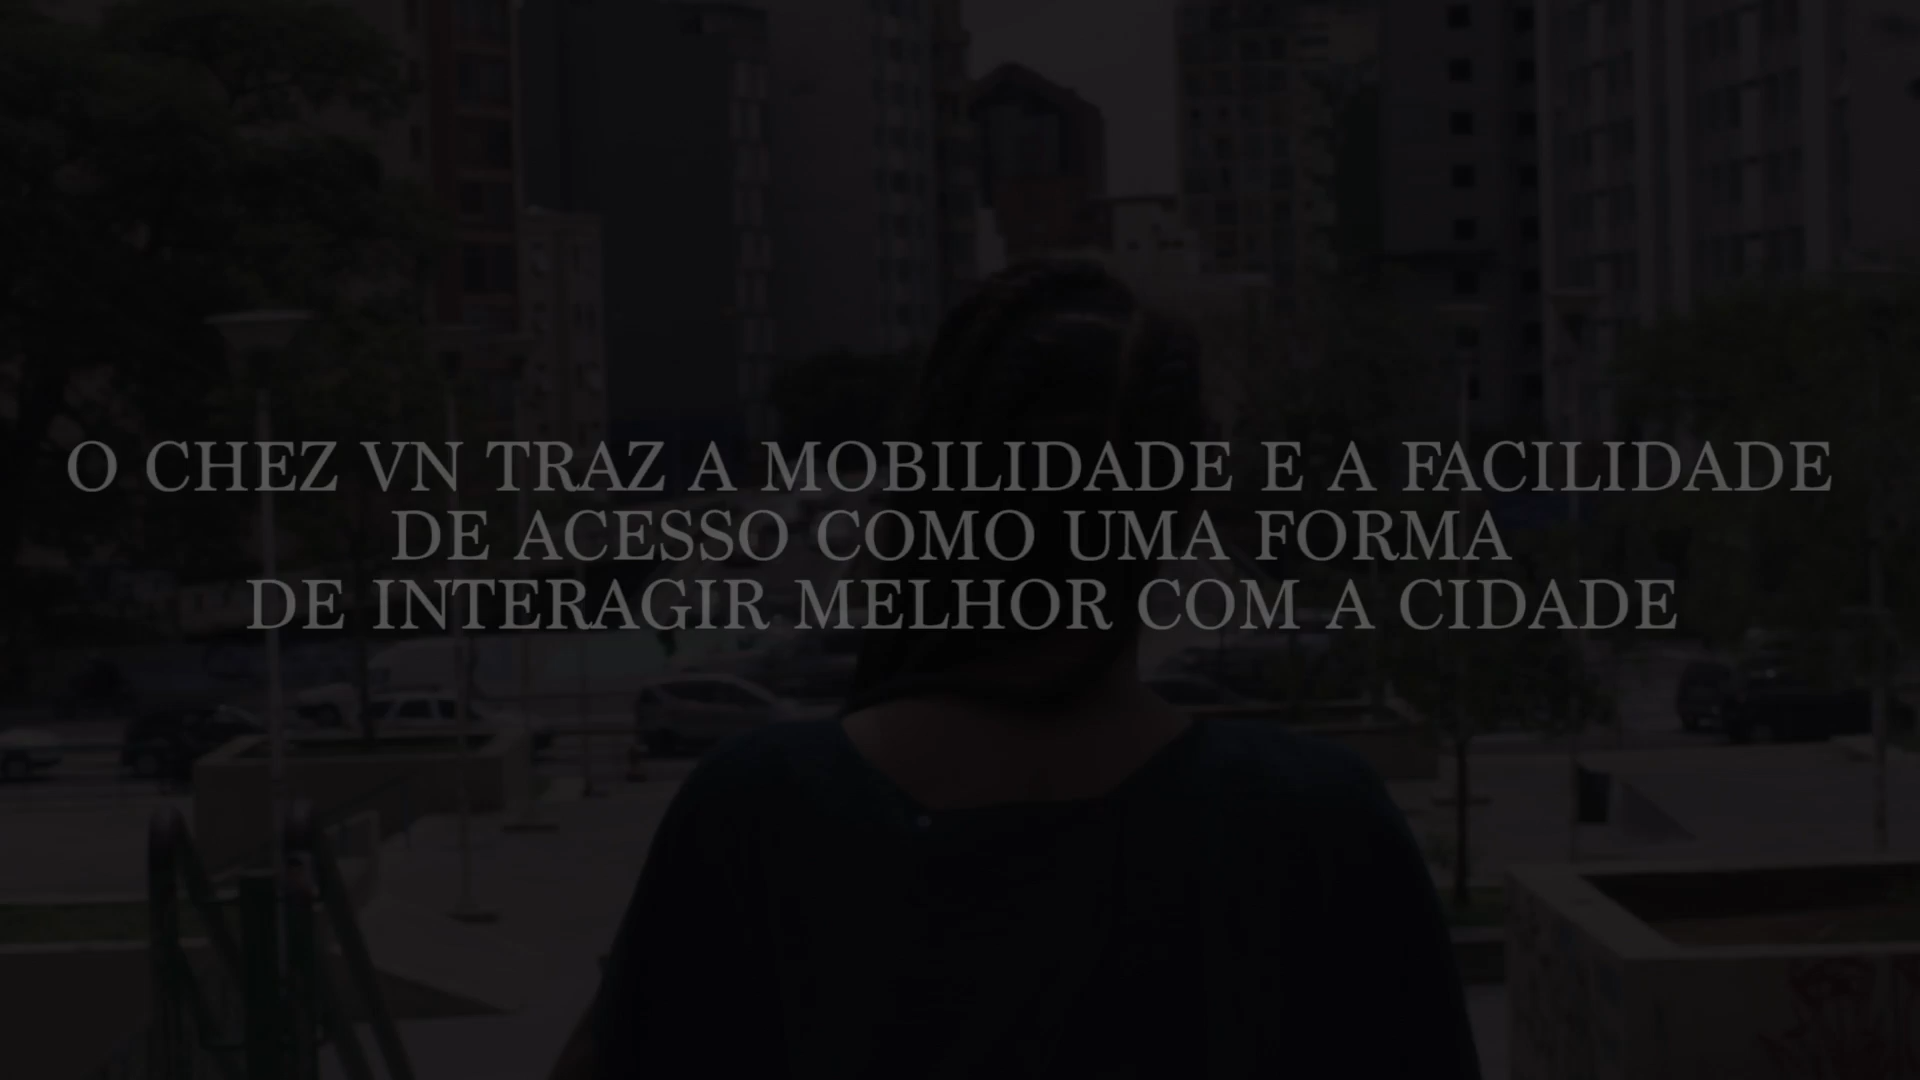 O CHEZ VN TRAZ A MOBILIDADE E A FACILIDADE
DE ACESSO COMO UMA FORMA
DE INTERAGIR MELHOR COM A CIDADE